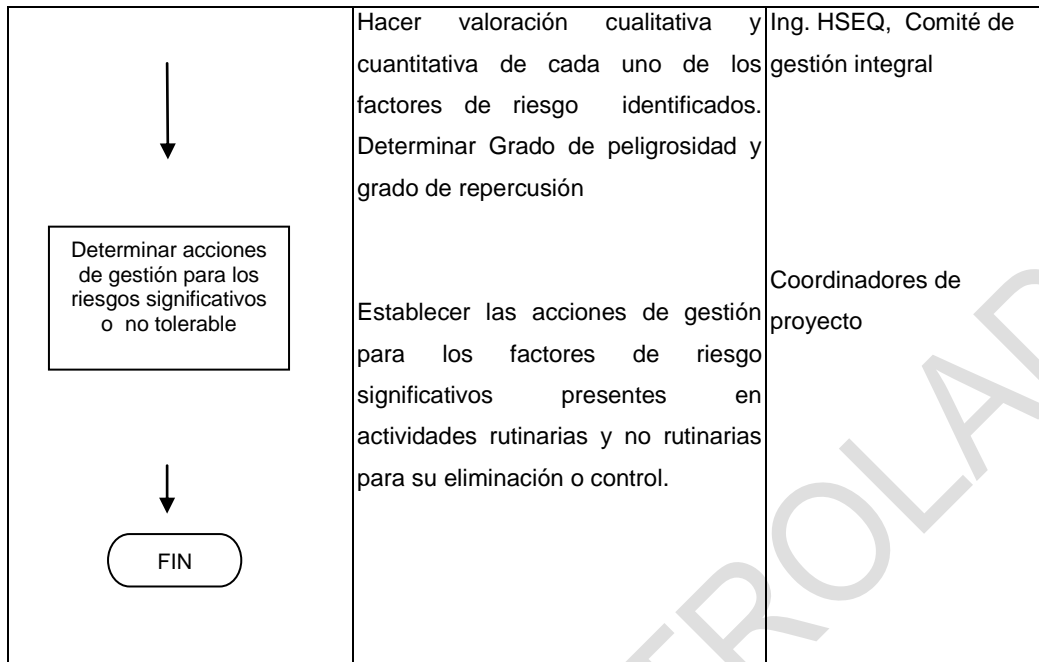 Hacer valoración cualitativa y
cuantitativa de cada uno de los
factores de riesgo identificados.
Determinar Grado de peligrosidad y
grado de repercusión
Ing. HSEQ, Comité de
gestión integral
Determinar acciones
de gestión para los
riesgos significativos
o no tolerable
Establecer las acciones de gestión
para los factores de riesgo
significativos presentes en
actividades rutinarias y no rutinarias
para su eliminación o control.
Coordinadores de
proyecto
FIN